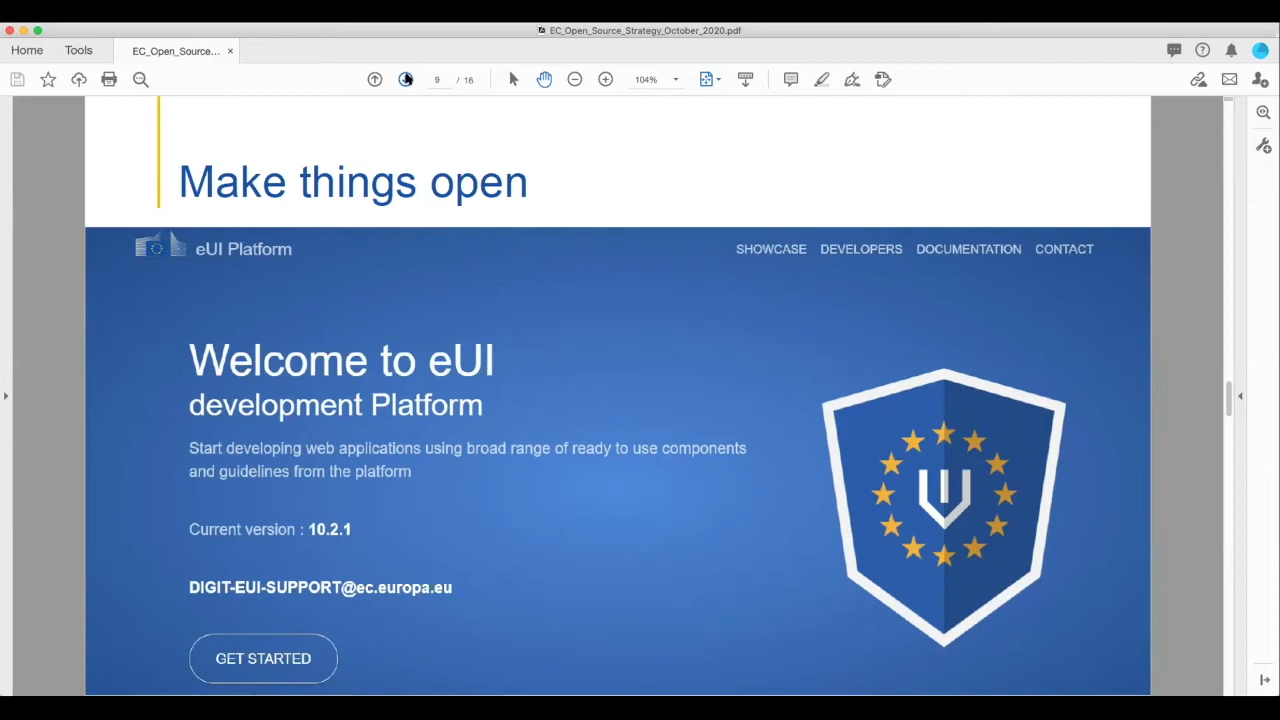 EC_Open_Source_Strategy_October_2020.pdf
Home Tools EC_Open_Source... ×
9 / 16 104%
Make things open
eUI Platform SHOWCASE DEVELOPERS DOCUMENTATION CONTACT
Welcome to eUI
development Platform
Start developing web applications using broad range of ready to use components
and guidelines from the platform
Current version : 10.2.1
DIGIT-EUI-SUPPORT@ec.europa.eu
GET STARTED